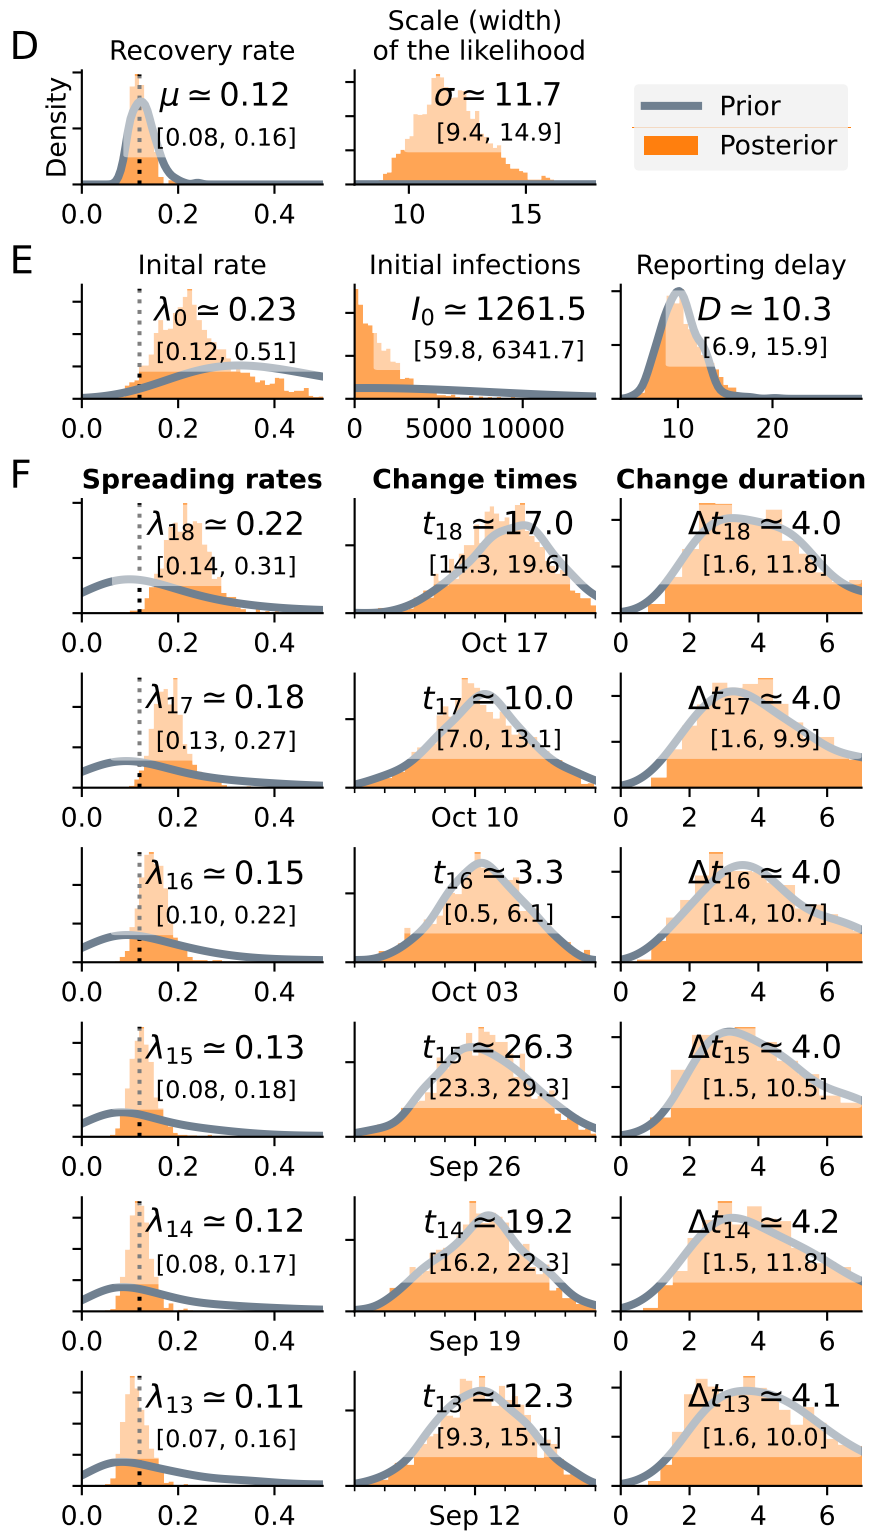 D
Recovery rate
Scale (width)
of the likelihood
Density
μ ≃ 0.12
[0.08, 0.16]
0.0 0.2 0.4
σ ≃ 11.7
[9.4, 14.9]
10 15
Prior
Posterior
E
Inital rate
Initial infections
Reporting delay
λ0 ≃ 0.23
[0.12, 0.51]
0.0 0.2 0.4
I0 ≃ 1261.5
[59.8, 6341.7]
0 5000 10000
D ≃ 10.3
[6.9, 15.9]
10 20
F
Spreading rates
Change times
Change duration
λ18 ≃ 0.22
[0.14, 0.31]
0.0 0.2 0.4
t18 ≃ 17.0
[14.3, 19.6]
Oct 17
Δt18 ≃ 4.0
[1.6, 11.8]
0 2 4 6
λ17 ≃ 0.18
[0.13, 0.27]
0.0 0.2 0.4
t17 ≃ 10.0
[7.0, 13.1]
Oct 10
Δt17 ≃ 4.0
[1.6, 9.9]
0 2 4 6
λ16 ≃ 0.15
[0.10, 0.22]
0.0 0.2 0.4
t16 ≃ 3.3
[0.5, 6.1]
Oct 03
Δt16 ≃ 4.0
[1.4, 10.7]
0 2 4 6
λ15 ≃ 0.13
[0.08, 0.18]
0.0 0.2 0.4
t15 ≃ 26.3
[23.3, 29.3]
Sep 26
Δt15 ≃ 4.0
[1.5, 10.5]
0 2 4 6
λ14 ≃ 0.12
[0.08, 0.17]
0.0 0.2 0.4
t14 ≃ 19.2
[16.2, 22.3]
Sep 19
Δt14 ≃ 4.2
[1.5, 11.8]
0 2 4 6
λ13 ≃ 0.11
[0.07, 0.16]
0.0 0.2 0.4
t13 ≃ 12.3
[9.3, 15.1]
Sep 12
Δt13 ≃ 4.1
[1.6, 10.0]
0 2 4 6